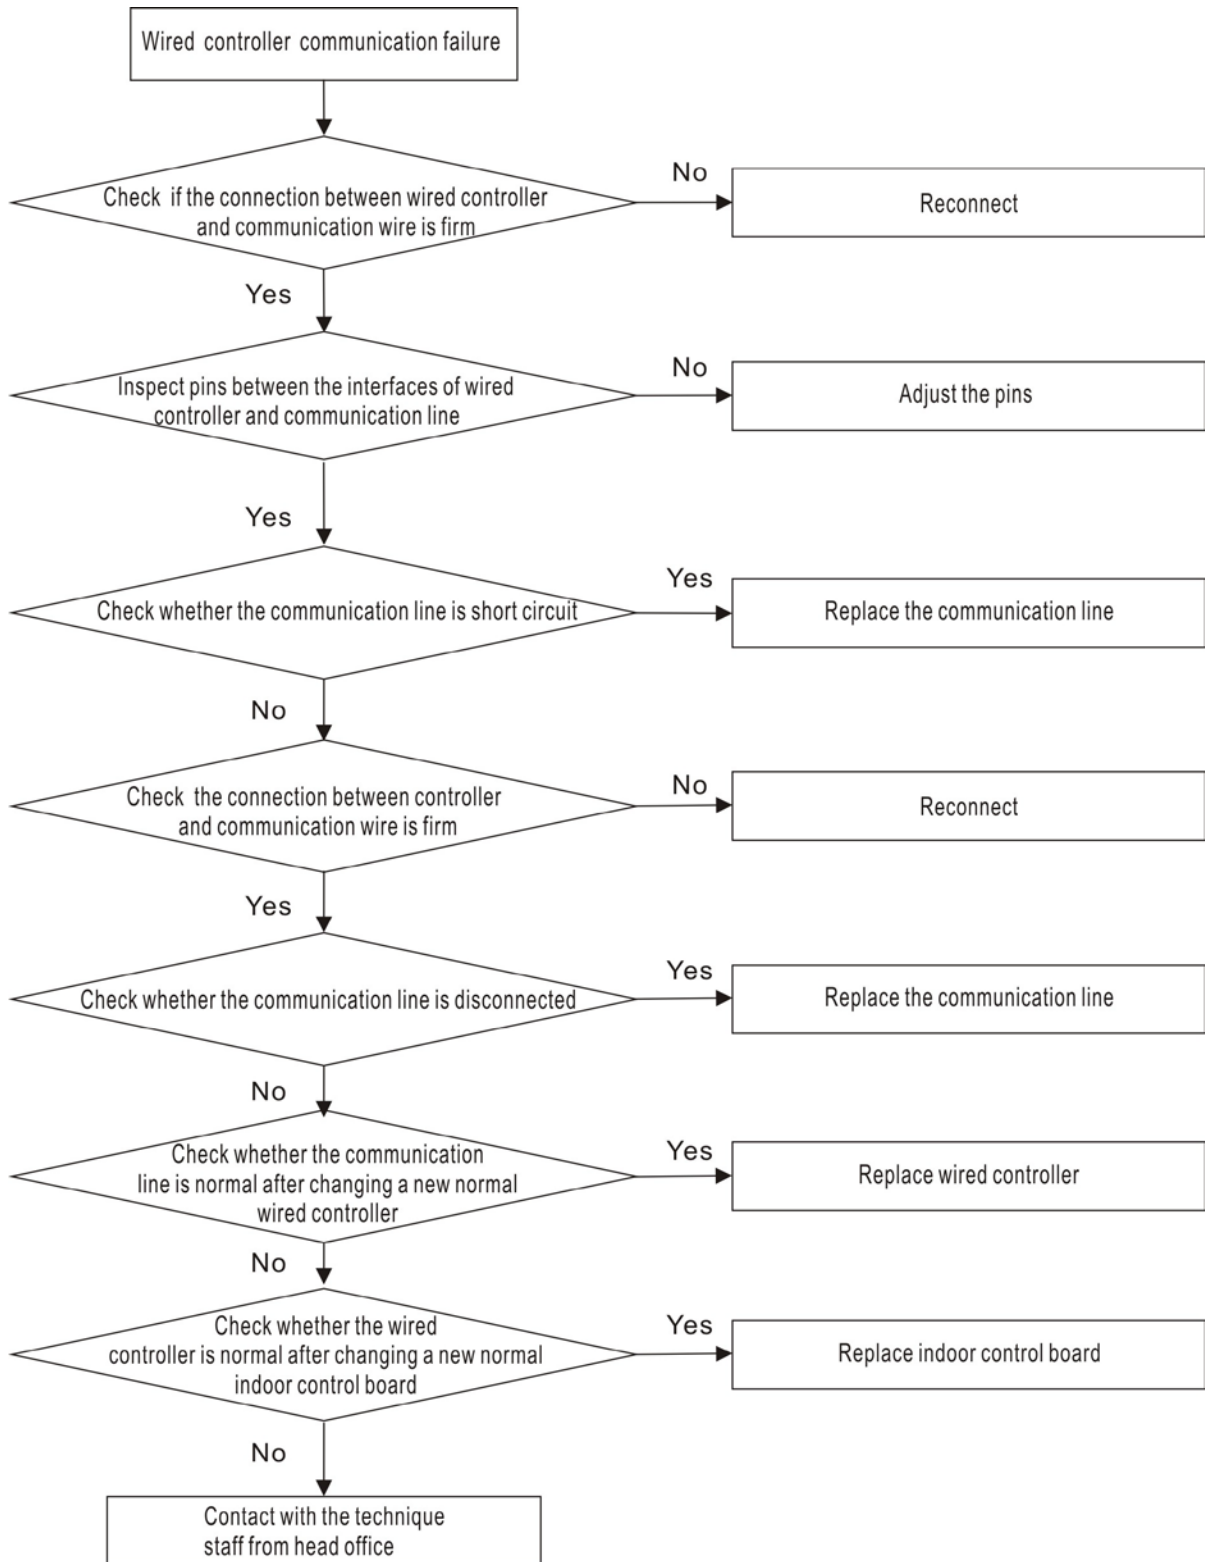 Wired controller communication failure
No
Check if the connection between wired controller
and communication wire is firm
Reconnect
Yes
No
Inspect pins between the interfaces of wired
controller and communication line
Adjust the pins
Yes
Yes
Check whether the communication line is short circuit
Replace the communication line
No
No
Check the connection between controller
and communication wire is firm
Reconnect
Yes
Yes
Check whether the communication line is disconnected
Replace the communication line
No
Yes
Check whether the communication
line is normal after changing a new normal
wired controller
Replace wired controller
No
Yes
Check whether the wired
controller is normal after changing a new normal
indoor control board
Replace indoor control board
No
Contact with the technique
staff from head office